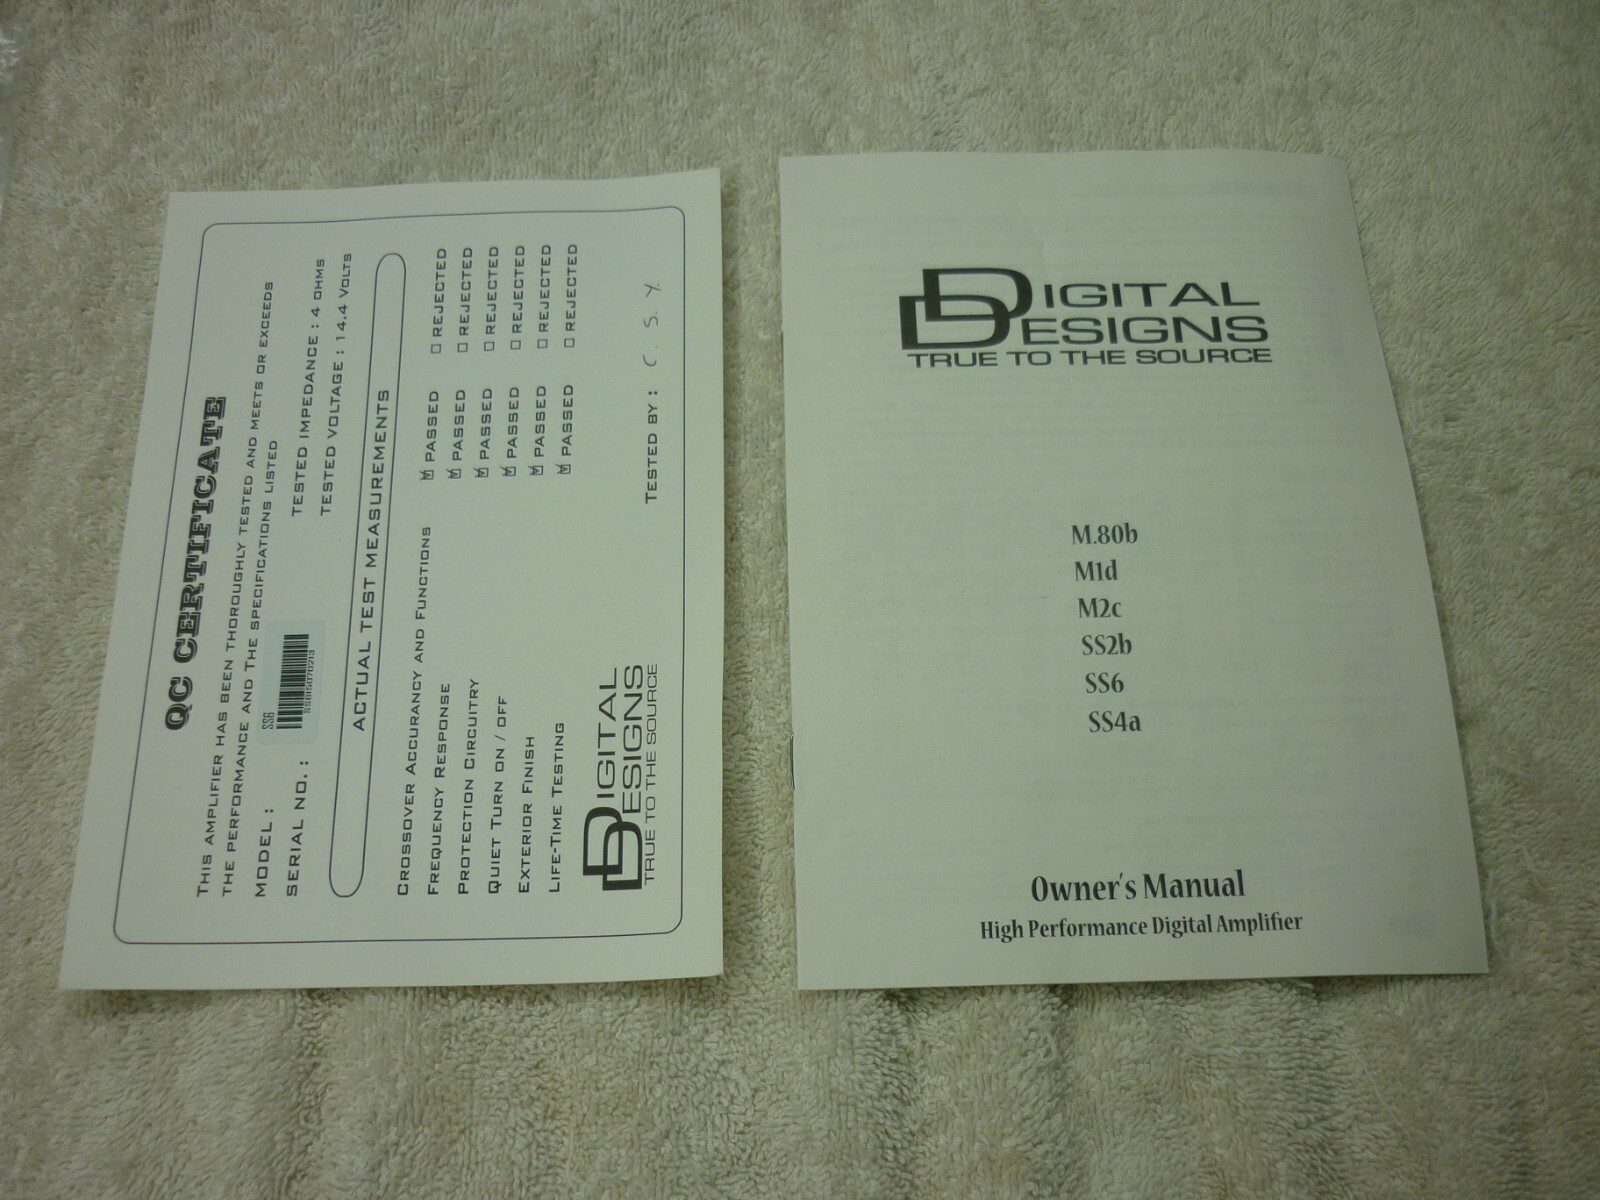 QC CERTIFICATE
THIS AMPLIFIER HAS BEEN THOROUGHLY TESTED AND MEETS OR EXCEEDS
THE PERFORMANCE AND THE SPECIFICATIONS LISTED
MODEL : SS6 TESTED IMPEDANCE : 4 OHMS
SERIAL NO. : SS615070213 TESTED VOLTAGE : 14.4 VOLTS
ACTUAL TEST MEASUREMENTS
CROSSOVER ACCURANCY AND FUNCTIONS PASSED REJECTED
FREQUENCY RESPONSE PASSED REJECTED
PROTECTION CIRCUITRY PASSED REJECTED
QUIET TURN ON / OFF PASSED REJECTED
EXTERIOR FINISH PASSED REJECTED
LIFE-TIME TESTING PASSED REJECTED
DIGITAL
DESIGNS
TRUE TO THE SOURCE
TESTED BY : C. S. Y.
DIGITAL
DESIGNS
TRUE TO THE SOURCE
M.80b
M1d
M2c
SS2b
SS6
SS4a
Owner's Manual
High Performance Digital Amplifier